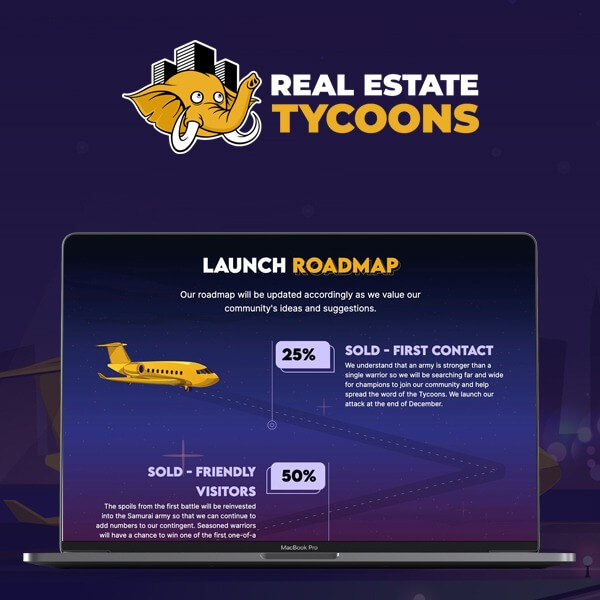 REAL ESTATE
TYCOONS
LAUNCH ROADMAP
Our roadmap will be updated accordingly as we value our
community's ideas and suggestions.
25%
SOLD - FIRST CONTACT
We understand that an army is stronger than a
single warrior so we will be searching far and wide
for champions to join our community and help
spread the word of the Tycoons. We launch our
attack at the end of December.
SOLD - FRIENDLY
VISITORS
50%
The spoils from the first battle will be reinvested
into the Samurai army so that we can continue to
add numbers to our contingent. Seasoned warriors
will have a chance to win one of the first one-of-a
MacBook Pro